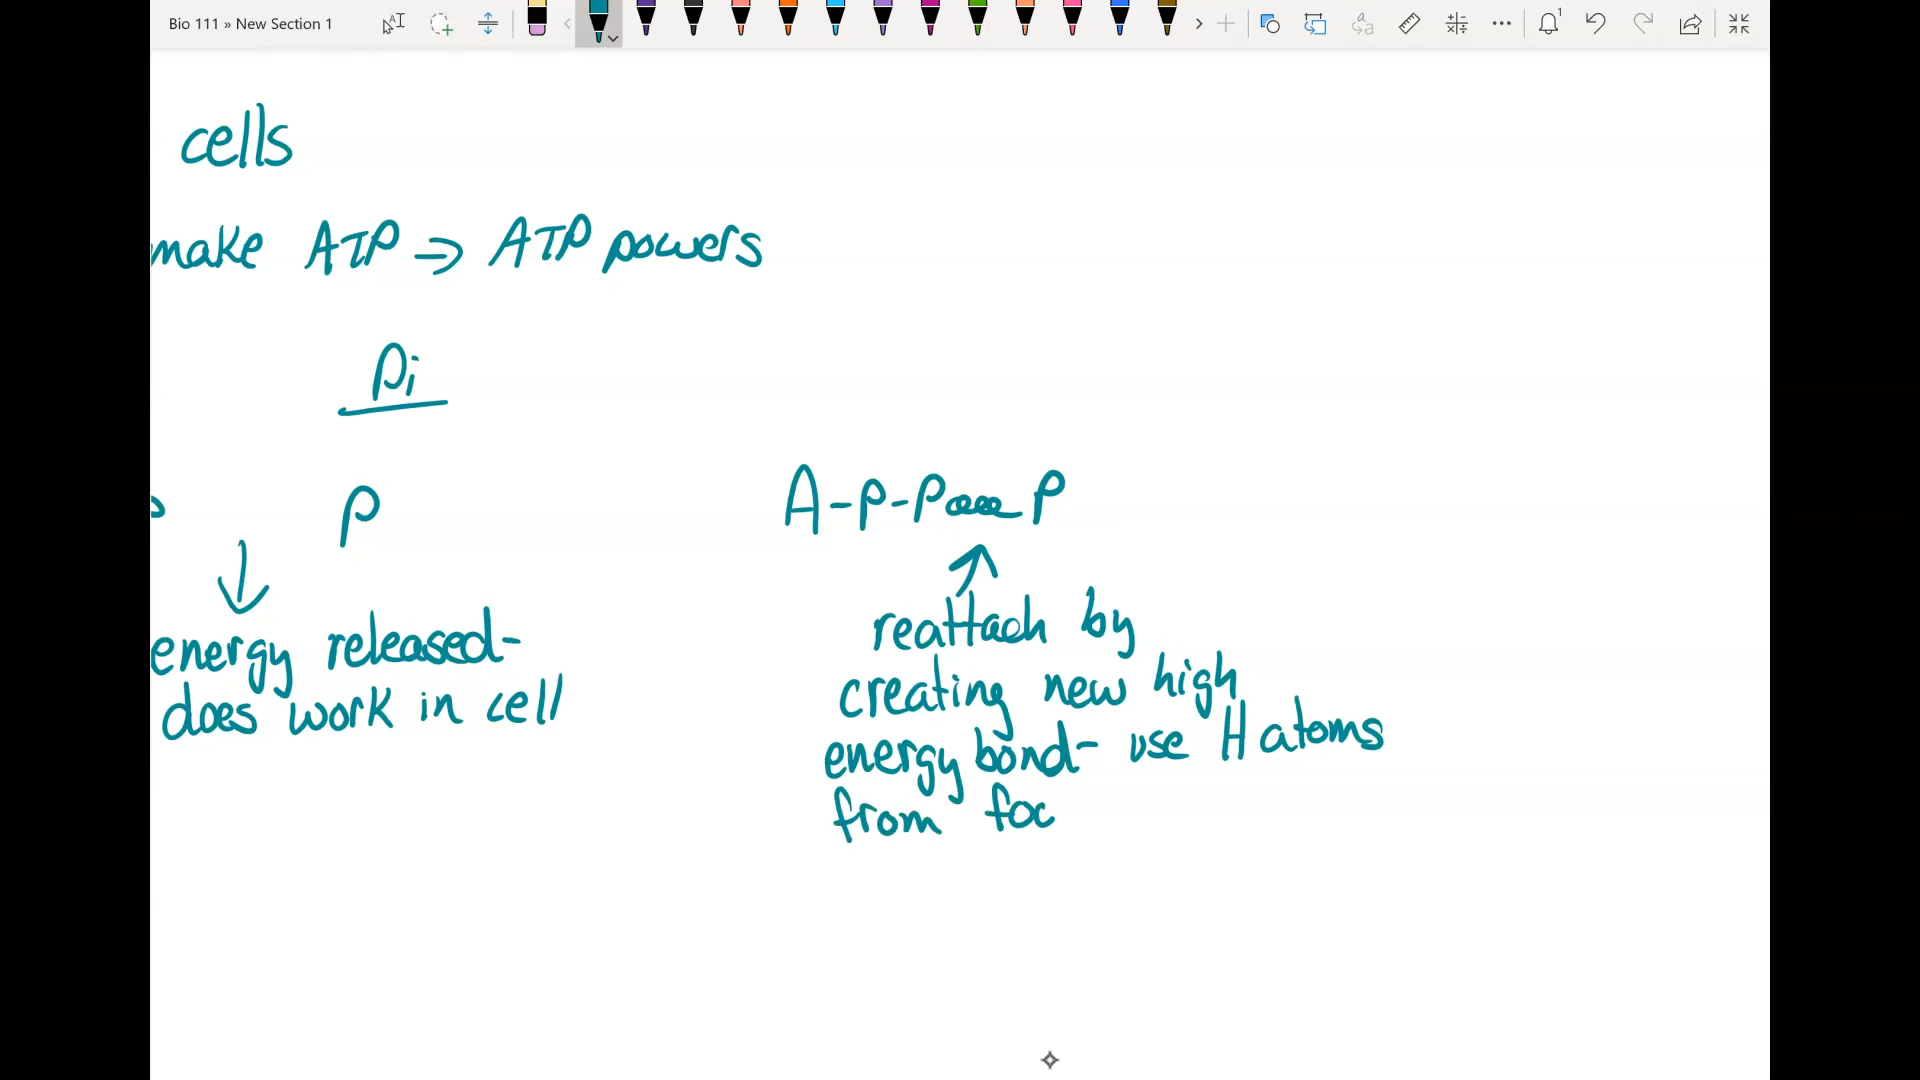 Bio 111 » New Section 1
cells
make ATP ⇒ ATP powers
Pi
P
A-P-P P
energy released-
does work in cell
reattach by
creating new high
energy bond- use H atoms
from foo